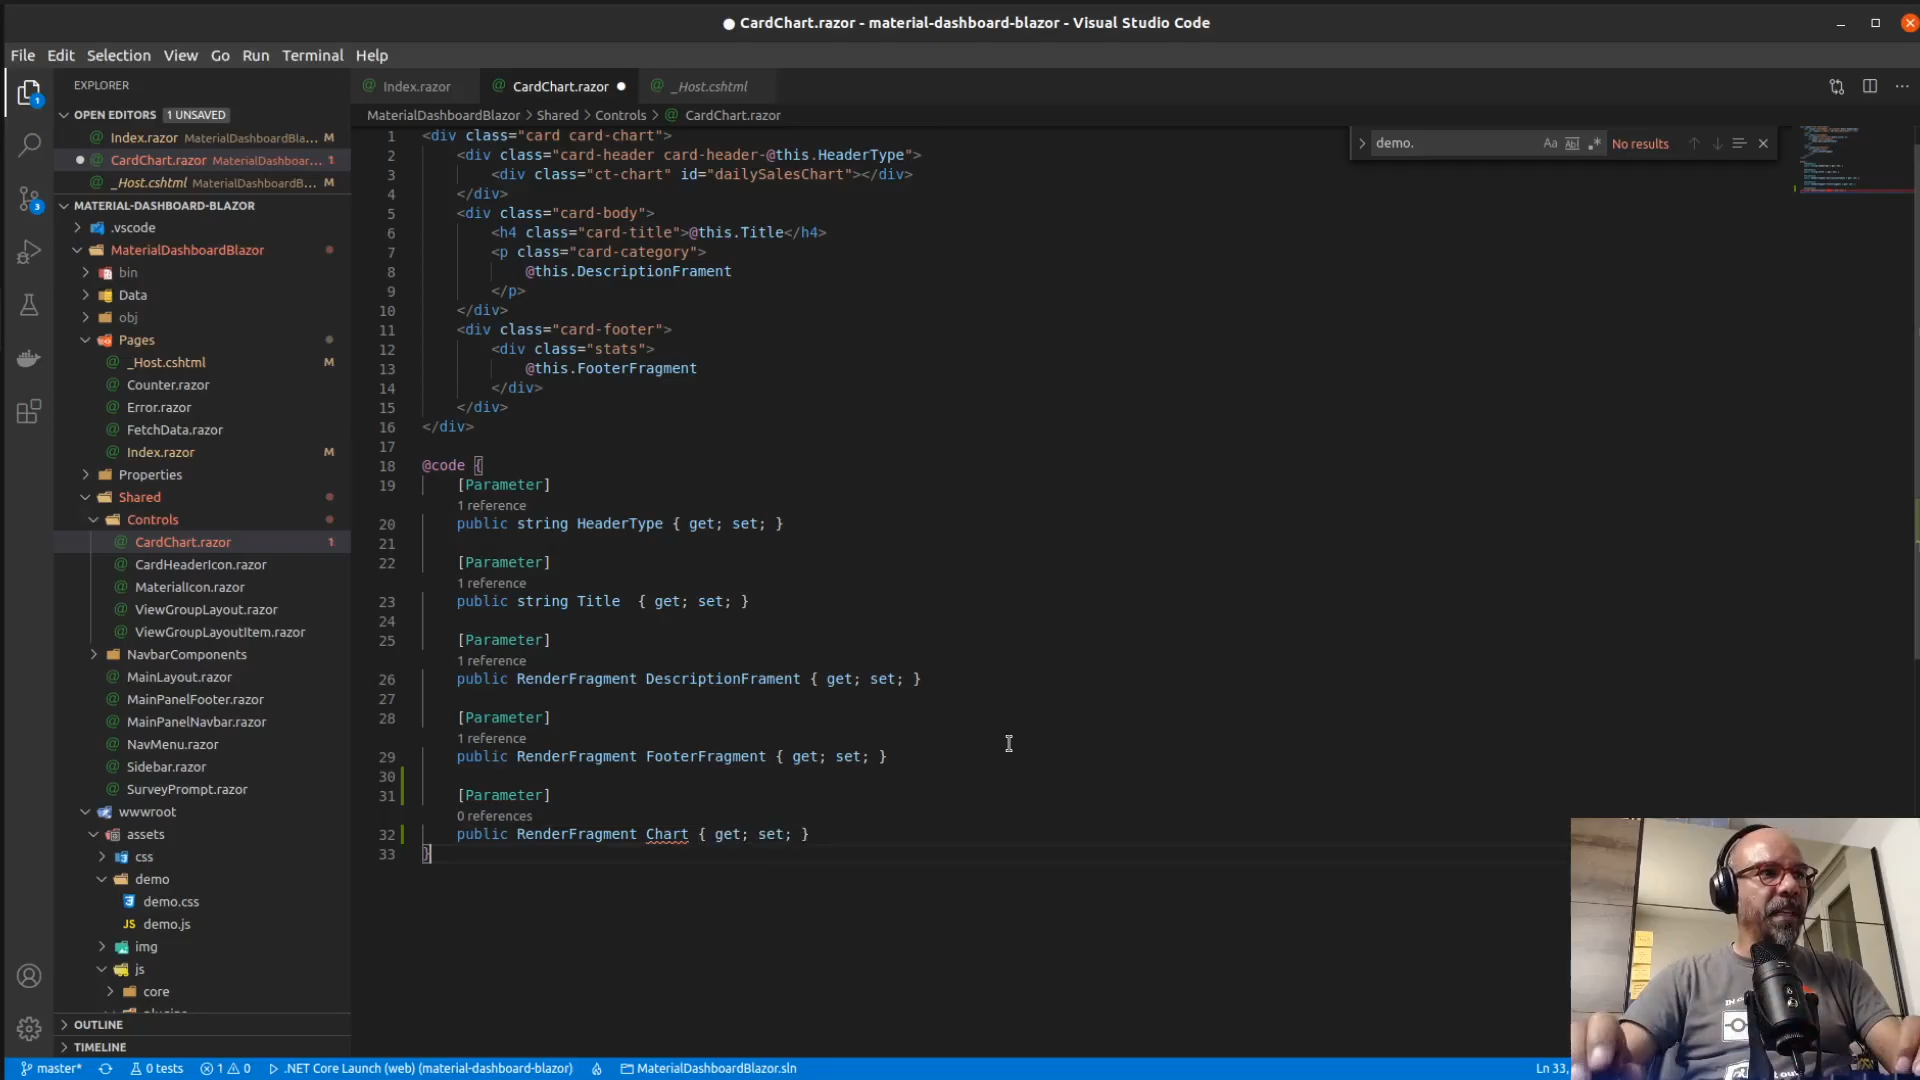 CardChart.razor - material-dashboard-blazor - Visual Studio Code
File Edit Selection View Go Run Terminal Help
EXPLORER
Index.razor
CardChart.razor
_Host.cshtml
OPEN EDITORS 1 UNSAVED
MaterialDashboardBlazor > Shared > Controls > CardChart.razor
Index.razor MaterialDashboardBla... M
CardChart.razor MaterialDashboar... 1
_Host.cshtml MaterialDashboardB... M
demo.
Aa Abl .* No results
MATERIAL-DASHBOARD-BLAZOR
.vscode
MaterialDashboardBlazor
bin
Data
obj
Pages
_Host.cshtml M
Counter.razor
Error.razor
FetchData.razor
Index.razor M
Properties
Shared
Controls
CardChart.razor 1
CardHeaderIcon.razor
MaterialIcon.razor
ViewGroupLayout.razor
ViewGroupLayoutItem.razor
NavbarComponents
MainLayout.razor
MainPanelFooter.razor
MainPanelNavbar.razor
NavMenu.razor
Sidebar.razor
SurveyPrompt.razor
wwwroot
assets
css
demo
demo.css
JS demo.js
img
js
core
OUTLINE
TIMELINE
1 <div class="card card-chart">
2 <div class="card-header card-header-@this.HeaderType">
3 <div class="ct-chart" id="dailySalesChart"></div>
4 </div>
5 <div class="card-body">
6 <h4 class="card-title">@this.Title</h4>
7 <p class="card-category">
8 @this.DescriptionFrament
9 </p>
10 </div>
11 <div class="card-footer">
12 <div class="stats">
13 @this.FooterFragment
14 </div>
15 </div>
16 </div>
17
18 @code {
19 [Parameter]
1 reference
20 public string HeaderType { get; set; }
21
22 [Parameter]
1 reference
23 public string Title  { get; set; }
24
25 [Parameter]
1 reference
26 public RenderFragment DescriptionFrament { get; set; }
27
28 [Parameter]
1 reference
29 public RenderFragment FooterFragment { get; set; }
30
31 [Parameter]
0 references
32 public RenderFragment Chart { get; set; }
33 }
master* 0 tests 1 0 .NET Core Launch (web) (material-dashboard-blazor) MaterialDashboardBlazor.sln Ln 33,